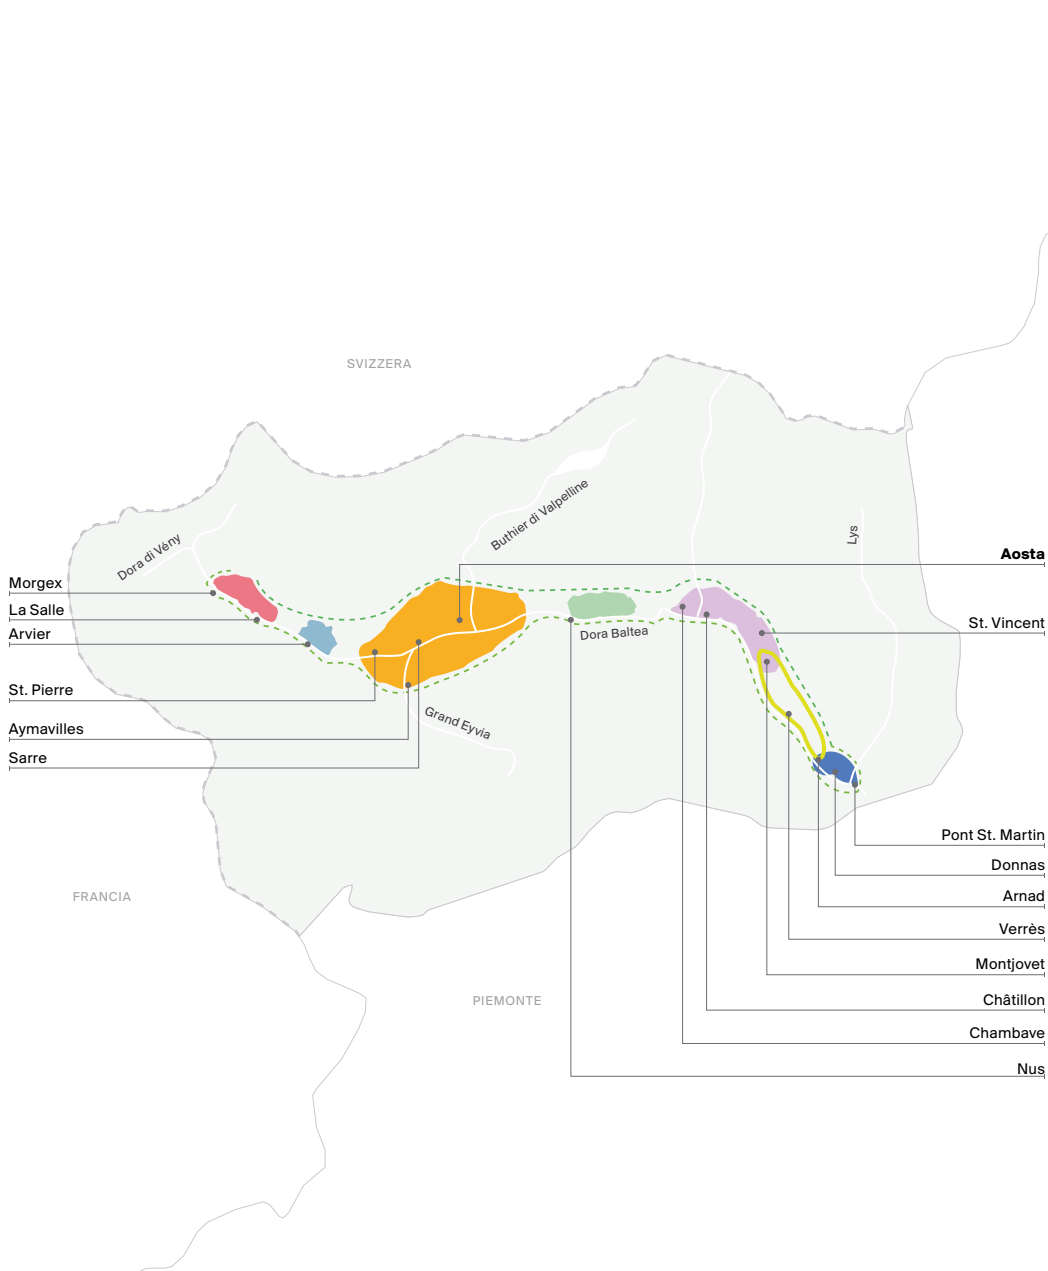 SVIZZERA
Buthier di Valpelline
Lys
Dora di Vèny
Aosta
Morgex
La Salle
St. Vincent
Arvier
Dora Baltea
St. Pierre
Grand Eyvia
Aymavilles
Sarre
Pont St. Martin
Donnas
FRANCIA
Arnad
Verrès
Montjovet
PIEMONTE
Châtillon
Chambave
Nus